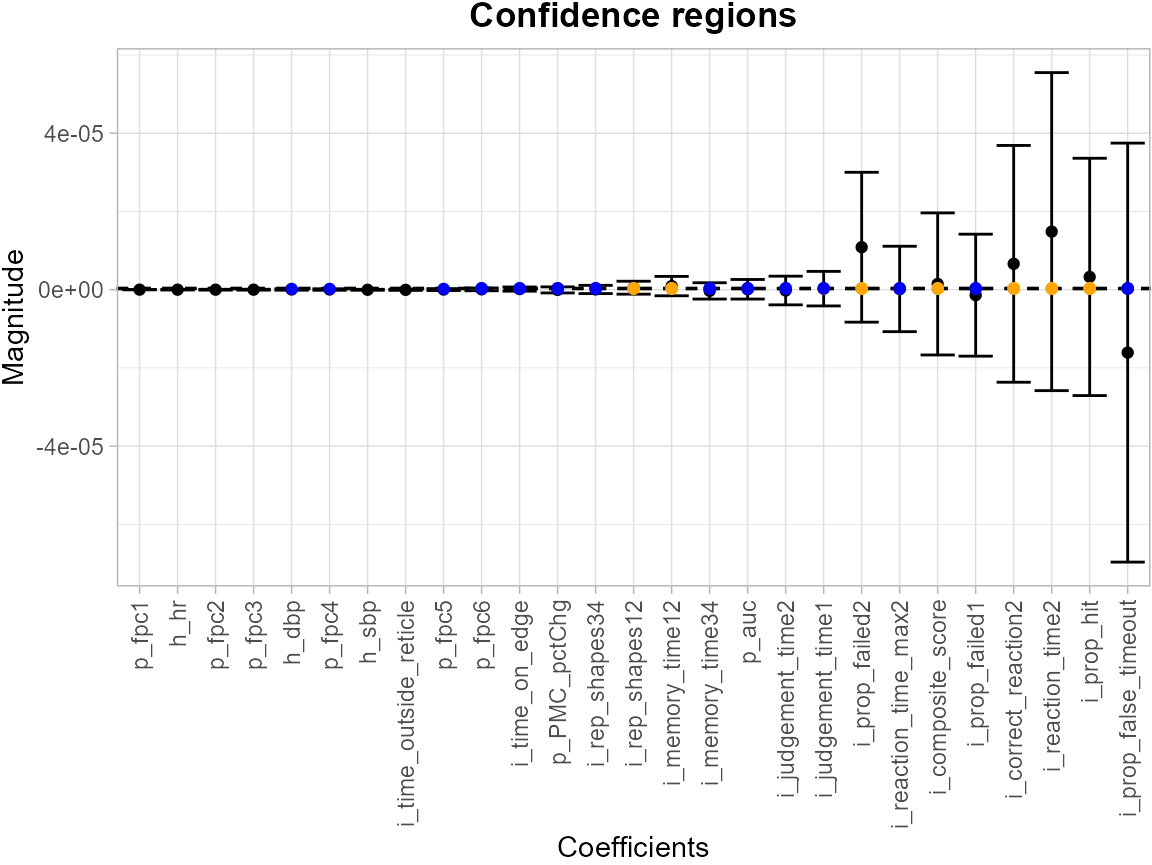 Confidence regions
4e-05
0e+00
-4e-05
Magnitude
p_fpc1
h_hr
p_fpc2
p_fpc3
h_dbp
p_fpc4
h_sbp
i_time_outside_reticle
p_fpc5
p_fpc6
i_time_on_edge
p_PMC_pctChg
i_rep_shapes34
i_rep_shapes12
i_memory_time12
i_memory_time34
p_auc
i_judgement_time2
i_judgement_time1
i_prop_failed2
i_reaction_time_max2
i_composite_score
i_prop_failed1
i_correct_reaction2
i_reaction_time2
i_prop_hit
i_prop_false_timeout
Coefficients